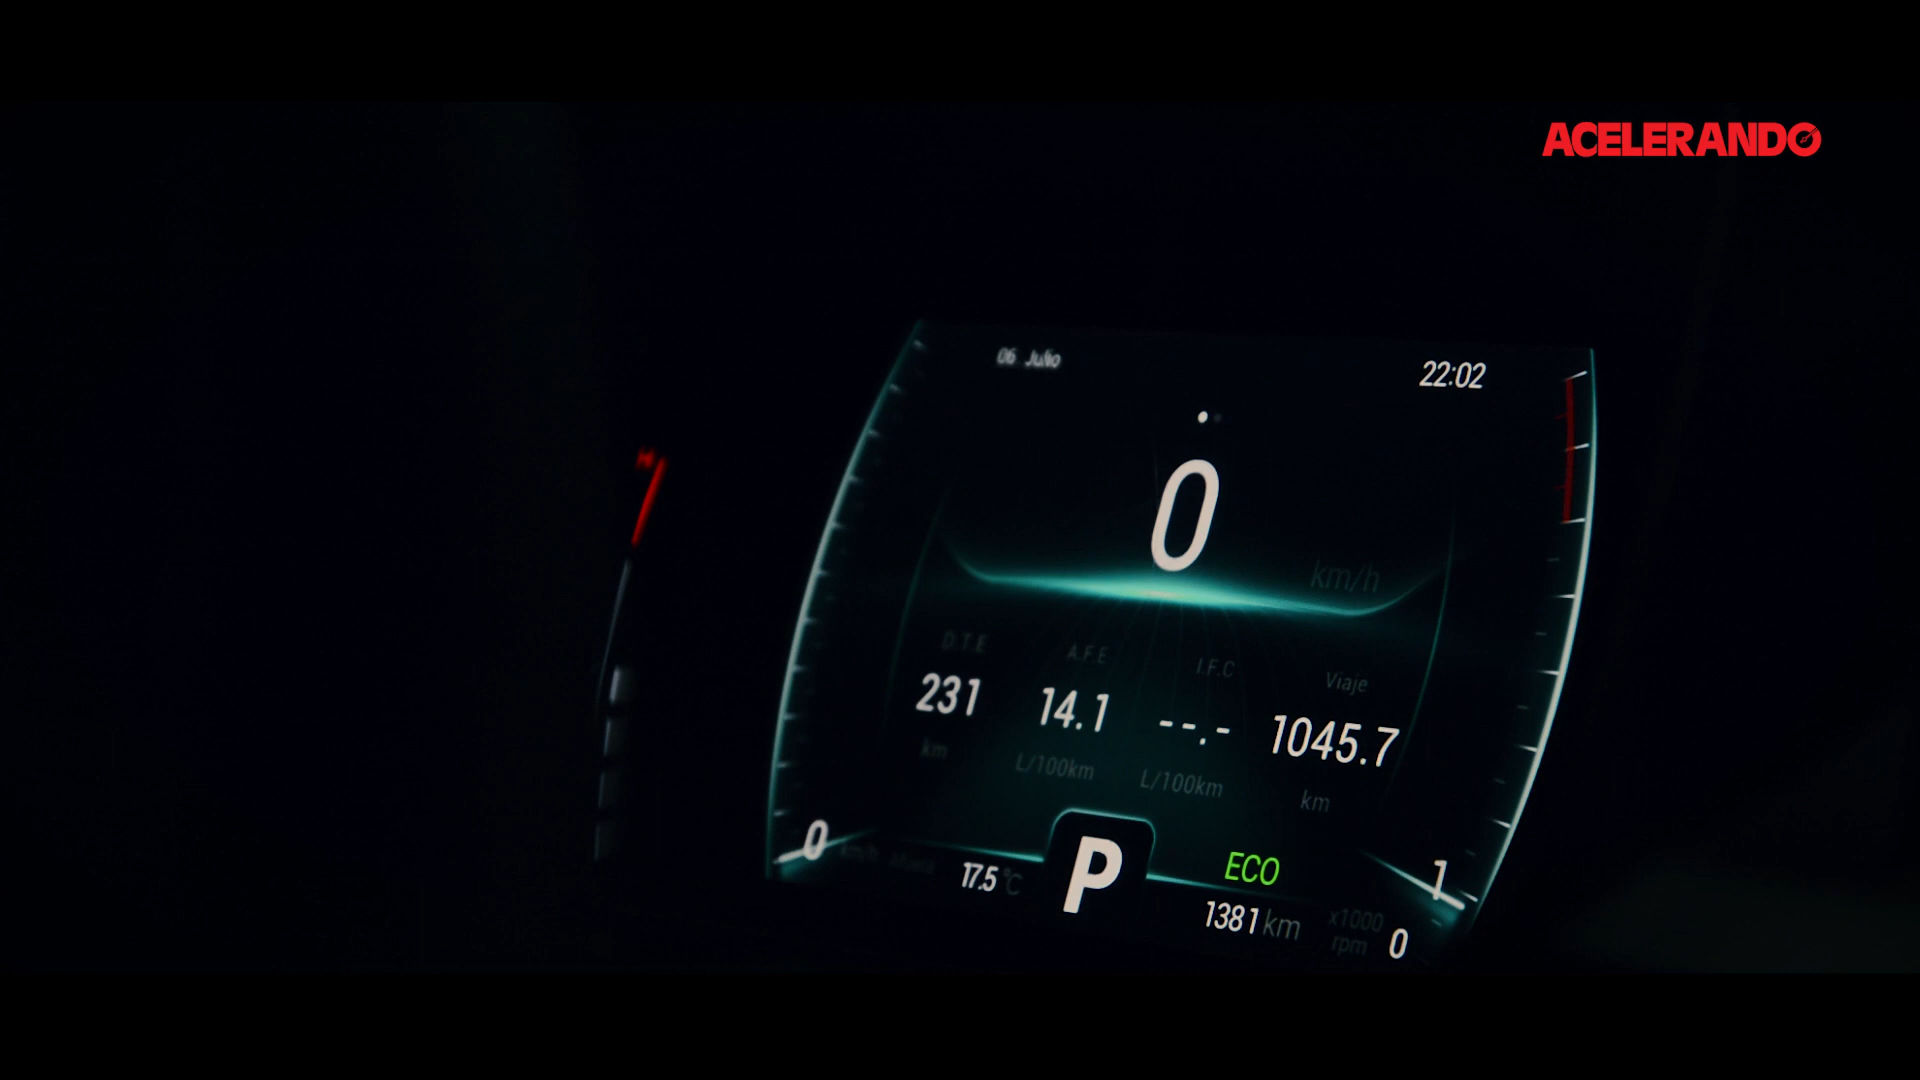 ACELERANDO
06 Julio
22:02
0
km/h
D.T.E A.F.E I.F.C Viaje
231 14.1 --.- 1045.7
km L/100km L/100km km
H
0
P
ECO
1
17.5 °C
1381 km
x1000
rpm
0